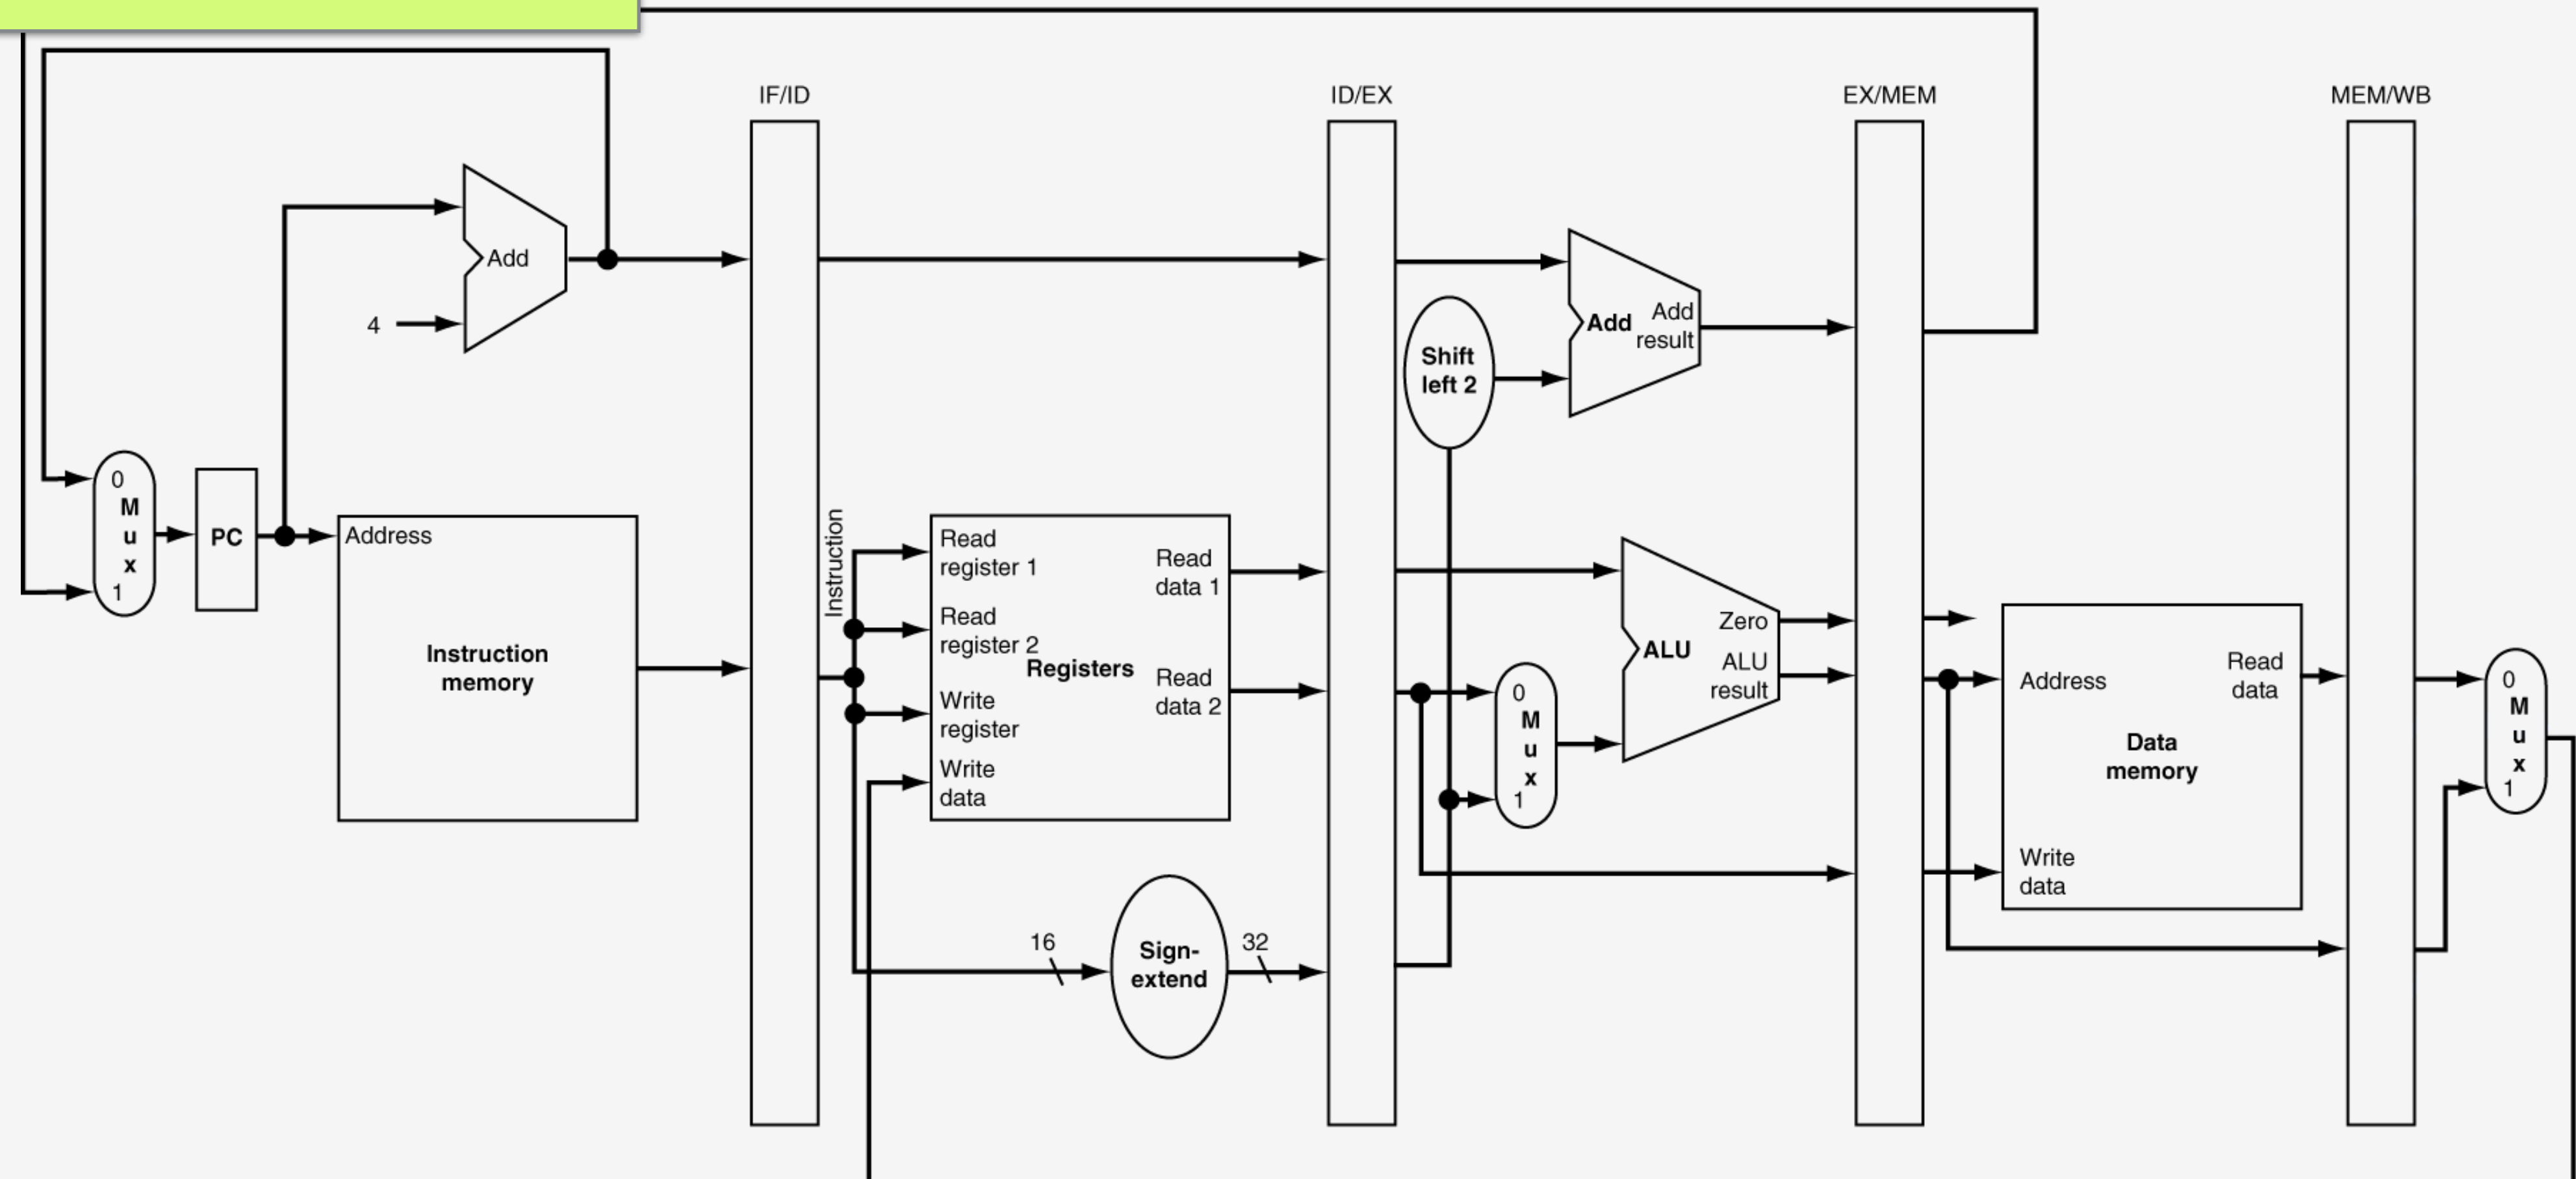 IF/ID
ID/EX
EX/MEM
MEM/WB
Add
4
Add
Add
result
Shift
left 2
0
M
u
x
1
PC
Address
Instruction
memory
Instruction
Read
register 1
Read
register 2
Write
register
Write
data
Registers
Read
data 1
Read
data 2
16
Sign-
extend
32
0
M
u
x
1
ALU
Zero
ALU
result
Address
Read
data
Data
memory
Write
data
0
M
u
x
1